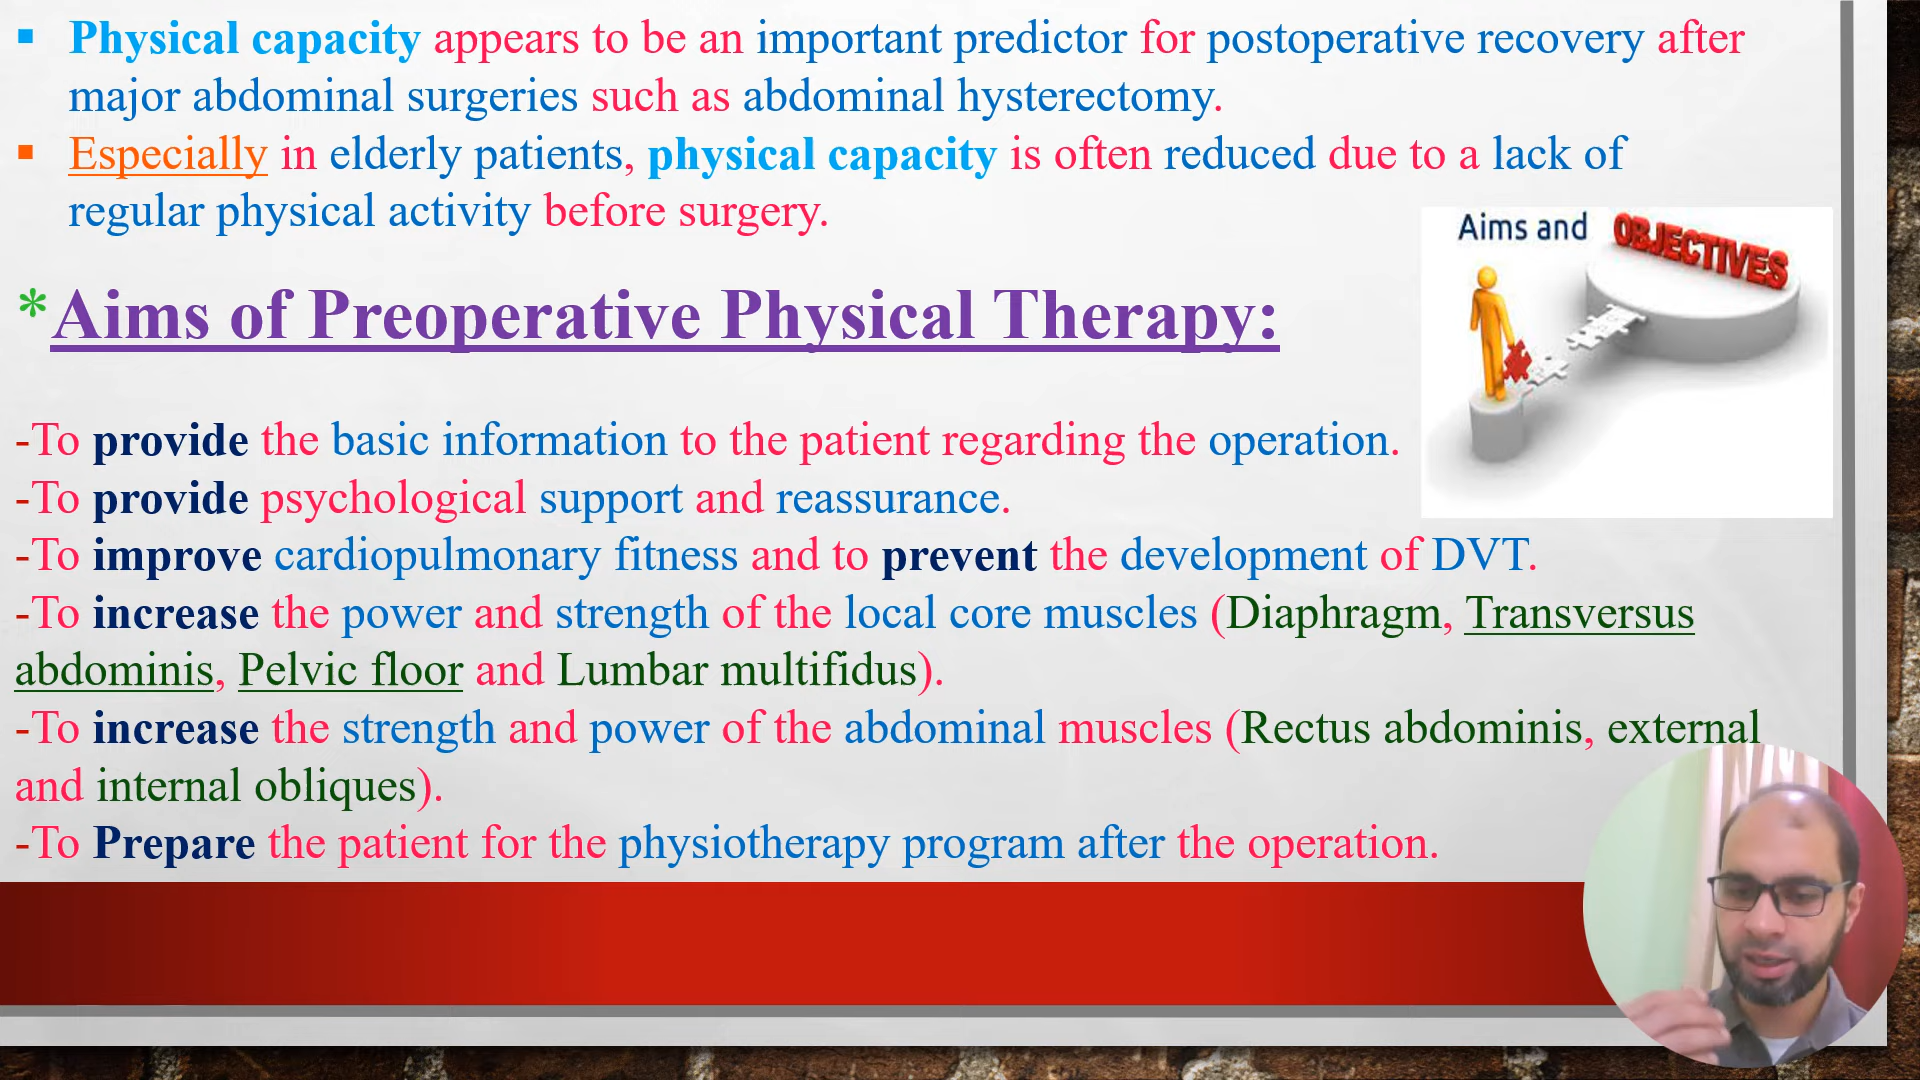 ▪ Physical capacity appears to be an important predictor for postoperative recovery after
major abdominal surgeries such as abdominal hysterectomy.
▪ Especially in elderly patients, physical capacity is often reduced due to a lack of
regular physical activity before surgery.
Aims and OBJECTIVES
*Aims of Preoperative Physical Therapy:
-To provide the basic information to the patient regarding the operation.
-To provide psychological support and reassurance.
-To improve cardiopulmonary fitness and to prevent the development of DVT.
-To increase the power and strength of the local core muscles (Diaphragm, Transversus
abdominis, Pelvic floor and Lumbar multifidus).
-To increase the strength and power of the abdominal muscles (Rectus abdominis, external
and internal obliques).
-To Prepare the patient for the physiotherapy program after the operation.